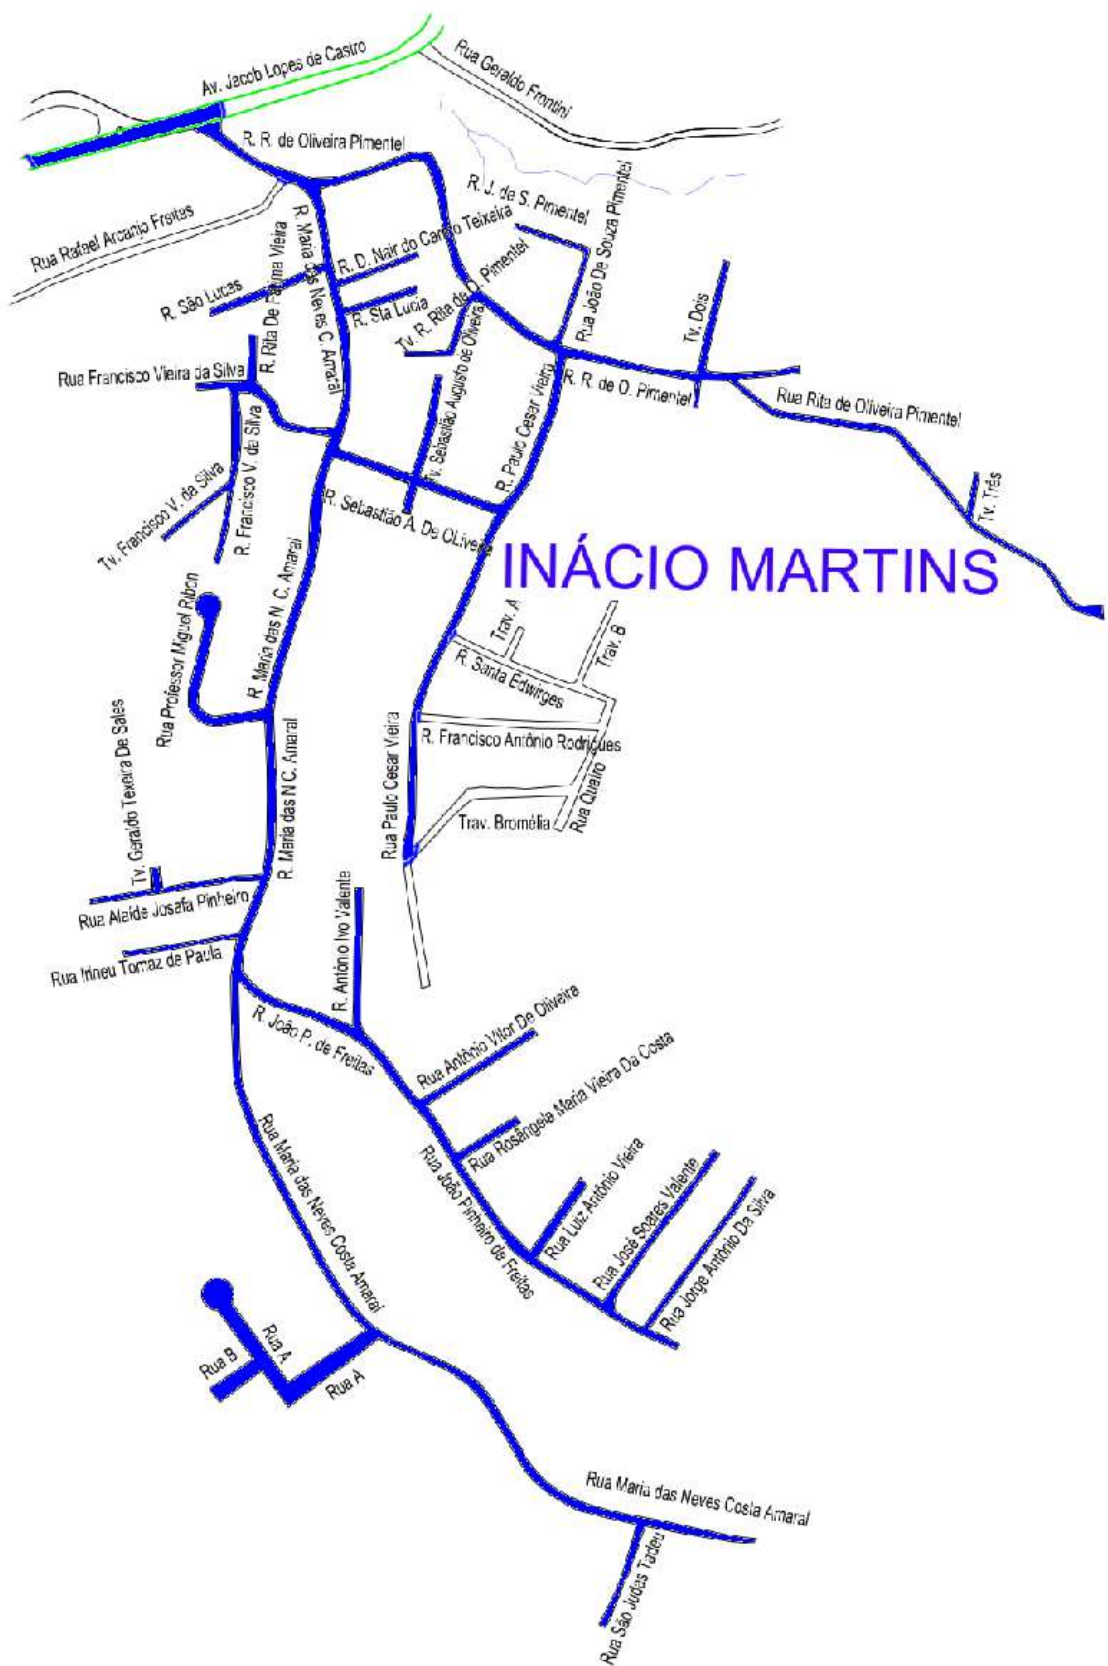 Av. Jacob Lopes de Castro
Rua Geraldo Frontini
R. R. de Oliveira Pimentel
R. J. de S. Pimentel
Rua João De Souza Pimentel
Rua Rafael Arcanjo Freitas
R. Maria das Neves C. Amaral
R. D. Nair do Carmo Teixeira
R. São Lucas
R. Rita De Fatima Vieira
R. Sta Lucia
Tv. R. Rita de O. Pimentel
Tv. Dois
Rua Francisco Vieira da Silva
Tv. Sebastião Augusto de Oliveira
R. Paulo Cesar Vieira
R. R. de O. Pimentel
Rua Rita de Oliveira Pimentel
Tv. Francisco V. da Silva
R. Francisco V. da Silva
R. Sebastião A. De OLiveira
Tv. Três
INÁCIO MARTINS
R. Maria das N. C. Amaral
Rua Professor Miguel Ribon
Trav. A
Trav. B
R. Santa Edwirges
R. Francisco Antônio Rodrigues
Rua Quatro
Trav. Bromélia
Rua Paulo Cesar Vieira
R. Maria das N C. Amaral
Tv. Geraldo Texeira De Sales
Rua Alaíde Josafa Pinheiro
Rua Irineu Tomaz de Paula
R. Antônio Ivo Valente
R. João P. de Freitas
Rua Antônio Vitor De Oliveira
Rua Rosângela Maria Vieira Da Costa
Rua Maria das Neves Costa Amaral
Rua João Pinheiro de Freitas
Rua Luiz Antônio Vieira
Rua José Soares Valente
Rua Jorge Antônio Da Silva
Rua A
Rua B
Rua A
Rua Maria das Neves Costa Amaral
Rua São Judas Tadeu